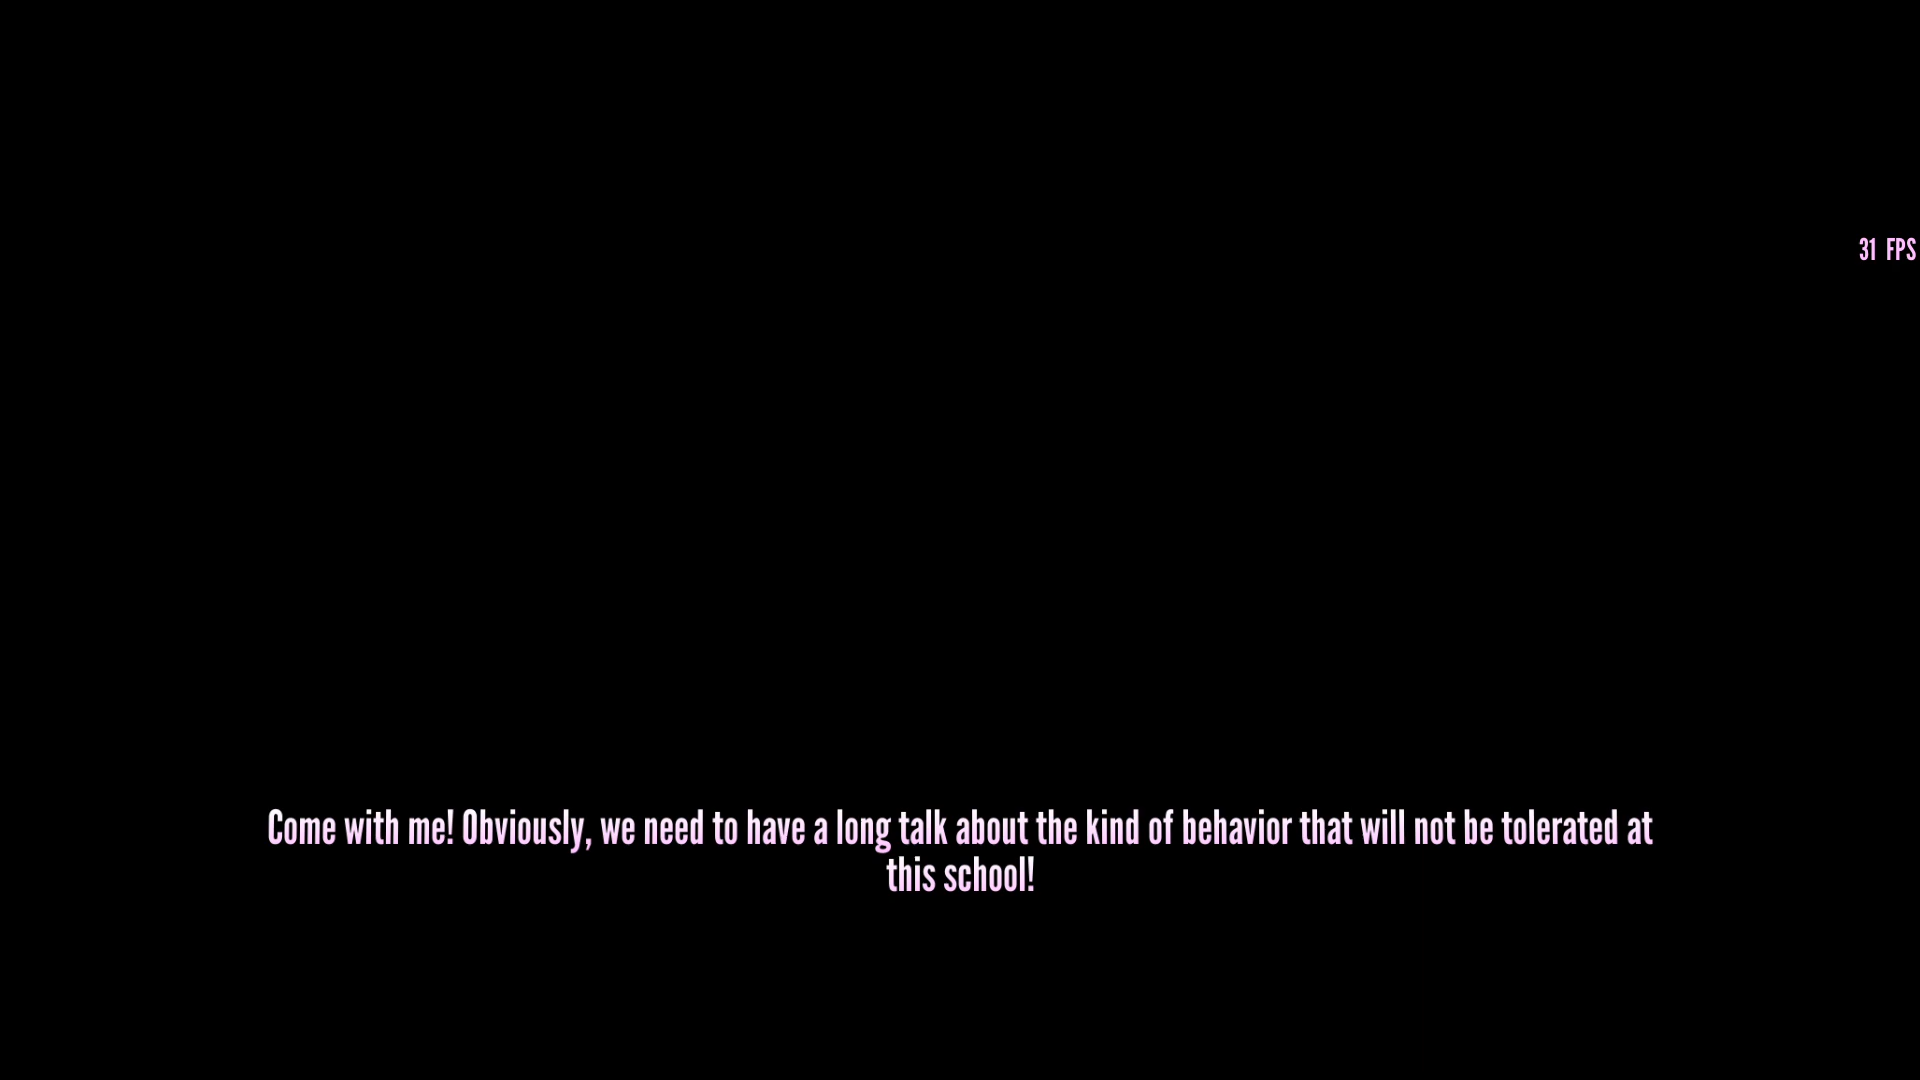 31 FPS
Come with me! Obviously, we need to have a long talk about the kind of behavior that will not be tolerated at
this school!